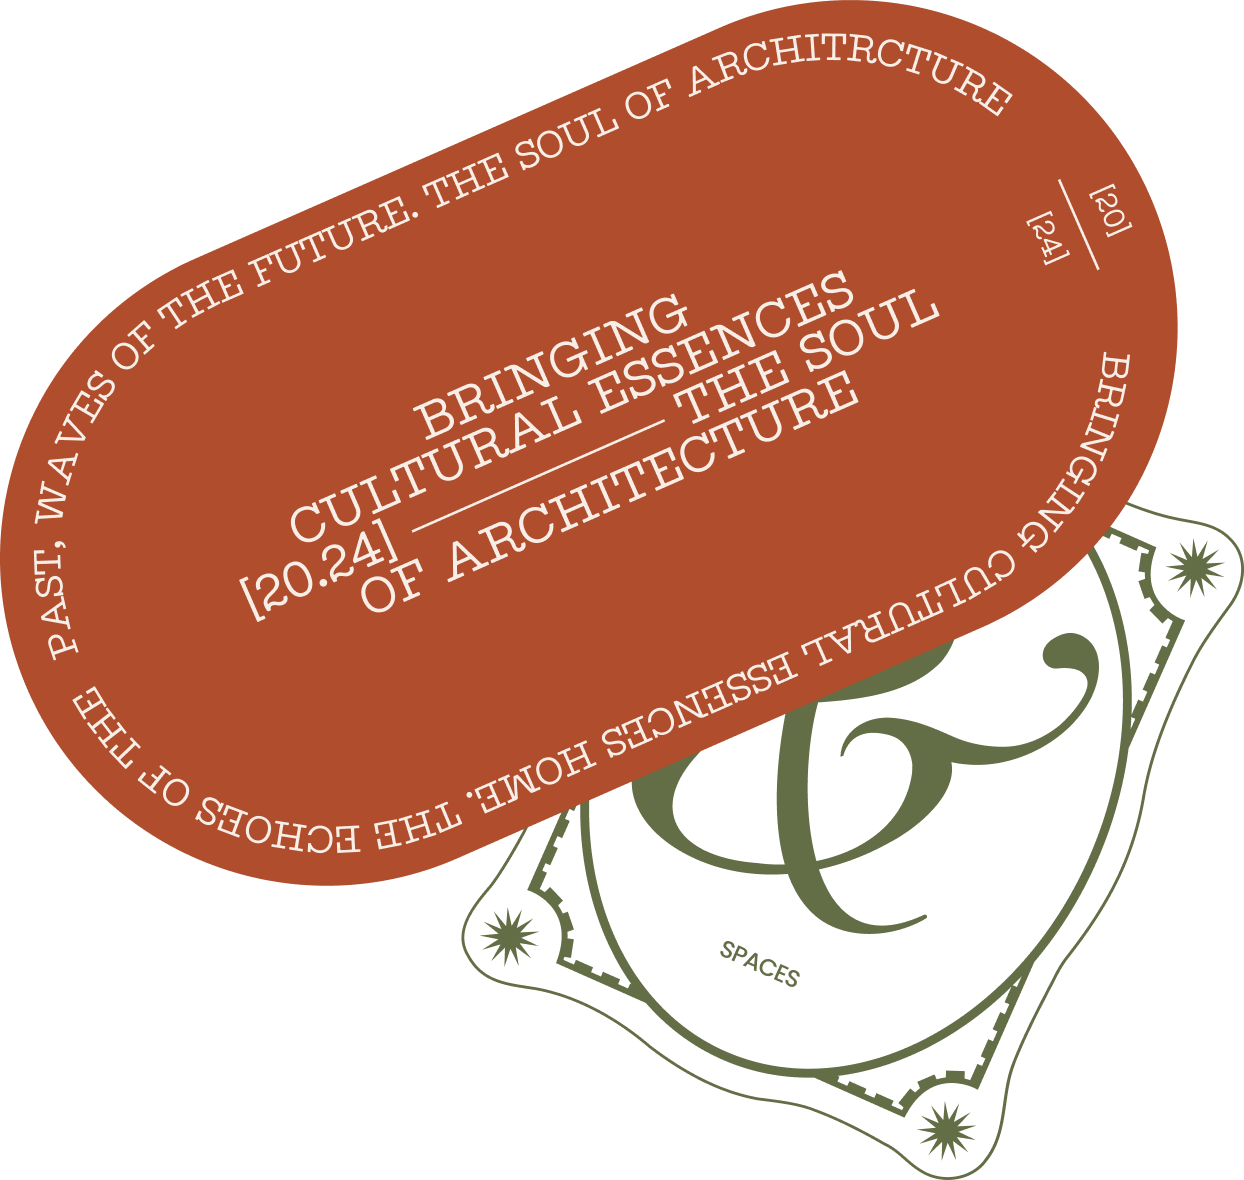 PAST, WAVES OF THE FUTURE. THE SOUL OF ARCHITRCTURE
[20]
[24]
BRINGING
CULTURAL ESSENCES
[20.24] THE SOUL
OF ARCHITECTURE
BRINGING CULTURAL ESSENCES HOME. THE ECHOES OF THE
&
SPACES